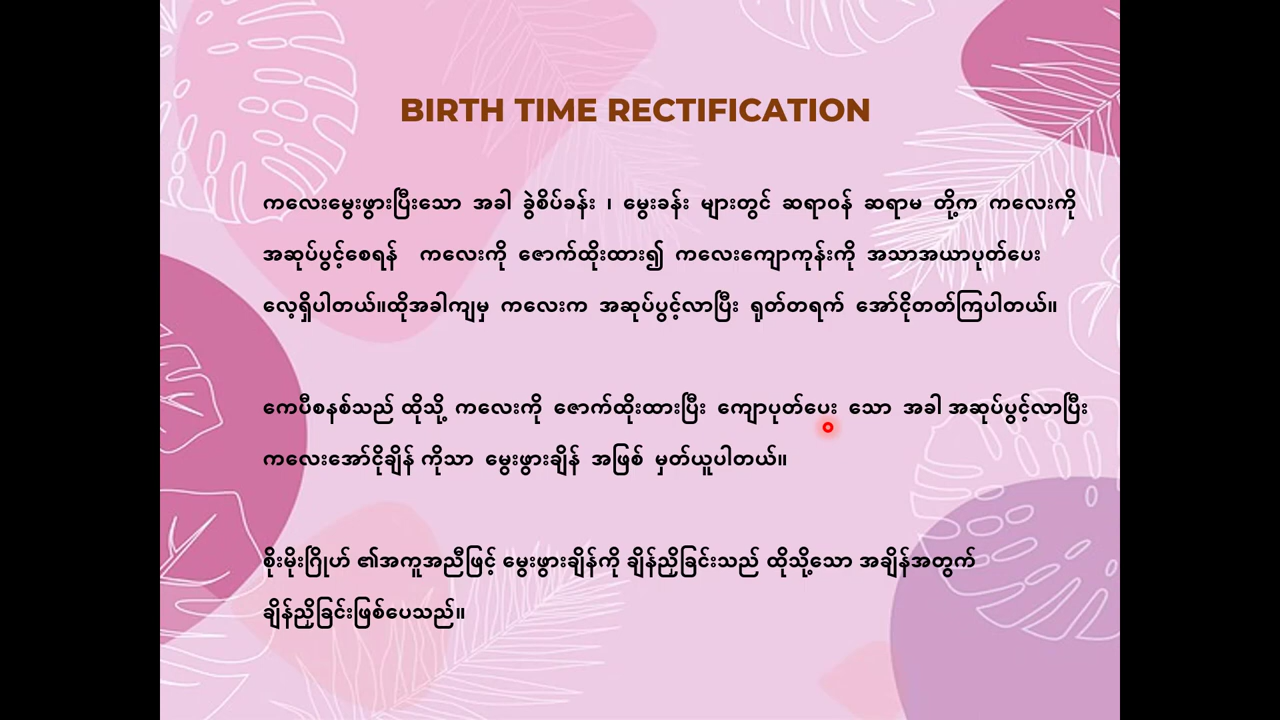 BIRTH TIME RECTIFICATION
ကလေးမွေးဖွားပြီးသော အခါ ခွဲစိပ်ခန်း ၊ မွေးခန်း များတွင် ဆရာဝန် ဆရာမ တို့က ကလေးကို
အဆုပ်ပွင့်စေရန် ကလေးကို ဇောက်ထိုးထား၍ ကလေးကျောကုန်းကို အသာအယာပုတ်ပေး
လေ့ရှိပါတယ်။ထိုအခါကျမှ ကလေးက အဆုပ်ပွင့်လာပြီး ရုတ်တရက် အော်ငိုတတ်ကြပါတယ်။
ကေပီစနစ်သည် ထိုသို့ ကလေးကို ဇောက်ထိုးထားပြီး ကျောပုတ်ပေး သော အခါ အဆုပ်ပွင့်လာပြီး
ကလေးအော်ငိုချိန် ကိုသာ မွေးဖွားချိန် အဖြစ် မှတ်ယူပါတယ်။
စိုးမိုးဂြိုဟ် ၏အကူအညီဖြင့် မွေးဖွားချိန်ကို ချိန်ညှိခြင်းသည် ထိုသို့သော အချိန်အတွက်
ချိန်ညှိခြင်းဖြစ်ပေသည်။